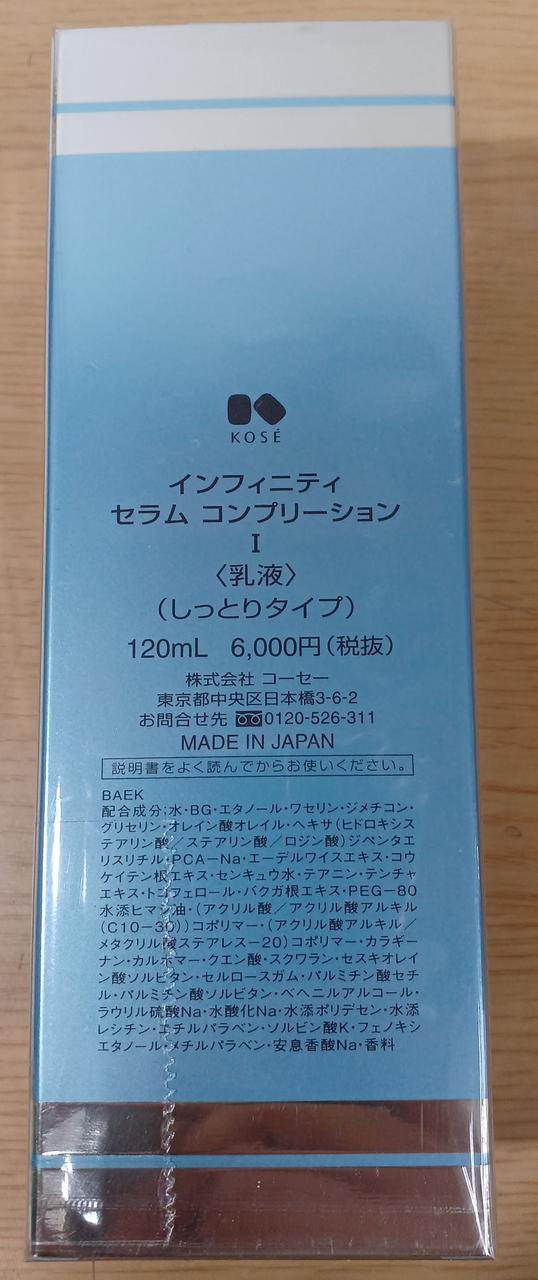 KOSÉ
インフィニティ
セラム コンプリーション
I
〈乳液〉
(しっとりタイプ)
120mL 6,000円(税抜)
株式会社 コーセー
東京都中央区日本橋3-6-2
お問合せ先 0120-526-311
MADE IN JAPAN
説明書をよく読んでからお使いください。
BAEK
配合成分;水・BG・エタノール・ワセリン・ジメチコン・
グリセリン・オレイン酸オレイル・ヘキサ(ヒドロキシス
テアリン酸/ステアリン酸/ロジン酸)ジペンタエ
リスリチル・PCA-Na・エーデルワイスエキス・コウ
ケイテン根エキス・センキュウ水・テアニン・テンチャ
エキス・トコフェロール・バクガ根エキス・PEG-80
水添ヒマシ油・(アクリル酸/アクリル酸アルキル
(C10-30))コポリマー・(アクリル酸アルキル/
メタクリル酸ステアレス-20)コポリマー・カラギー
ナン・カルボマー・クエン酸・スクワラン・セスキオレイ
ン酸ソルビタン・セルロースガム・パルミチン酸セチ
ル・パルミチン酸ソルビタン・ベヘニルアルコール・
ラウリル硫酸Na・水酸化Na・水添ポリデセン・水添
レシチン・エチルパラベン・ソルビン酸K・フェノキシ
エタノール・メチルパラベン・安息香酸Na・香料